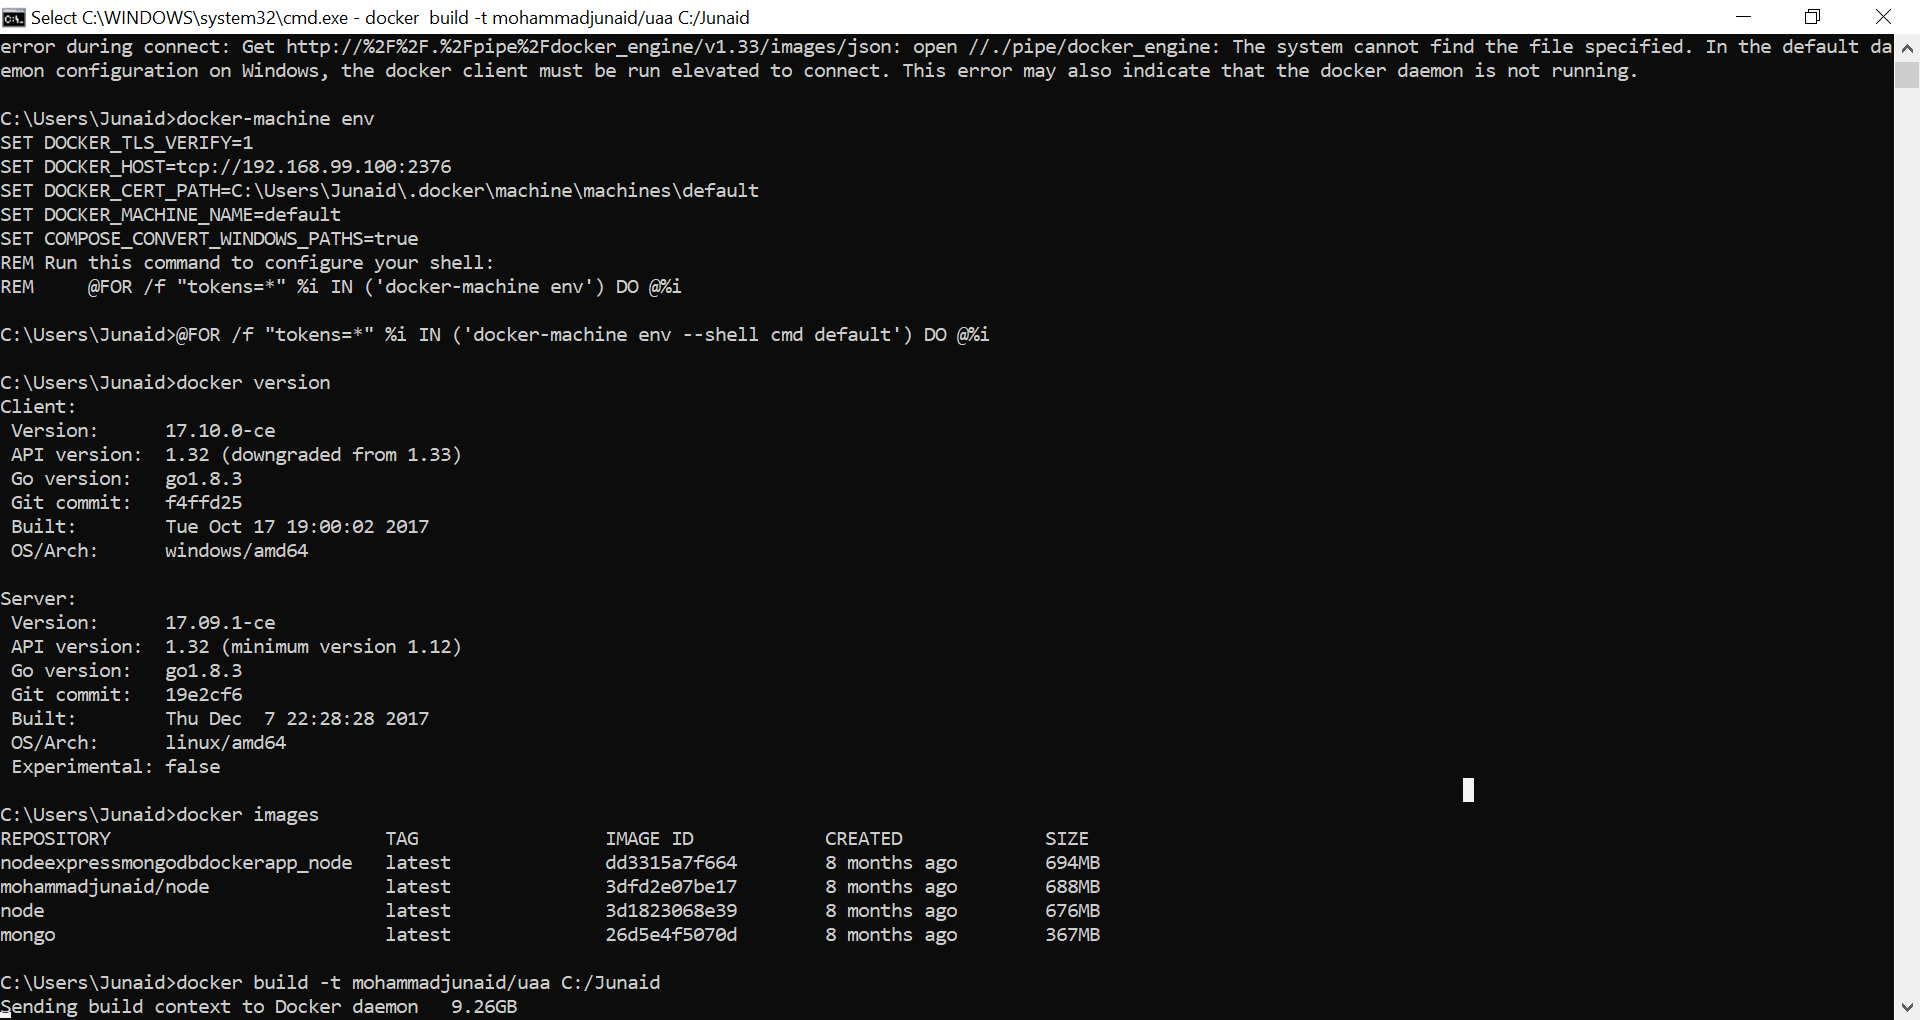 Select C:\WINDOWS\system32\cmd.exe - docker  build -t mohammadjunaid/uaa C:/Junaid
error during connect: Get http://%2F%2F.%2Fpipe%2Fdocker_engine/v1.33/images/json: open //./pipe/docker_engine: The system cannot find the file specified. In the default da
emon configuration on Windows, the docker client must be run elevated to connect. This error may also indicate that the docker daemon is not running.
C:\Users\Junaid>docker-machine env
SET DOCKER_TLS_VERIFY=1
SET DOCKER_HOST=tcp://192.168.99.100:2376
SET DOCKER_CERT_PATH=C:\Users\Junaid\.docker\machine\machines\default
SET DOCKER_MACHINE_NAME=default
SET COMPOSE_CONVERT_WINDOWS_PATHS=true
REM Run this command to configure your shell:
REM     @FOR /f "tokens=*" %i IN ('docker-machine env') DO @%i
C:\Users\Junaid>@FOR /f "tokens=*" %i IN ('docker-machine env --shell cmd default') DO @%i
C:\Users\Junaid>docker version
Client:
 Version:      17.10.0-ce
 API version:  1.32 (downgraded from 1.33)
 Go version:   go1.8.3
 Git commit:   f4ffd25
 Built:        Tue Oct 17 19:00:02 2017
 OS/Arch:      windows/amd64
Server:
 Version:      17.09.1-ce
 API version:  1.32 (minimum version 1.12)
 Go version:   go1.8.3
 Git commit:   19e2cf6
 Built:        Thu Dec  7 22:28:28 2017
 OS/Arch:      linux/amd64
 Experimental: false
C:\Users\Junaid>docker images
REPOSITORY                         TAG                 IMAGE ID            CREATED             SIZE
nodeexpressmongodbdockerapp_node   latest              dd3315a7f664        8 months ago        694MB
mohammadjunaid/node                latest              3dfd2e07be17        8 months ago        688MB
node                               latest              3d1823068e39        8 months ago        676MB
mongo                              latest              26d5e4f5070d        8 months ago        367MB
C:\Users\Junaid>docker build -t mohammadjunaid/uaa C:/Junaid
Sending build context to Docker daemon   9.26GB